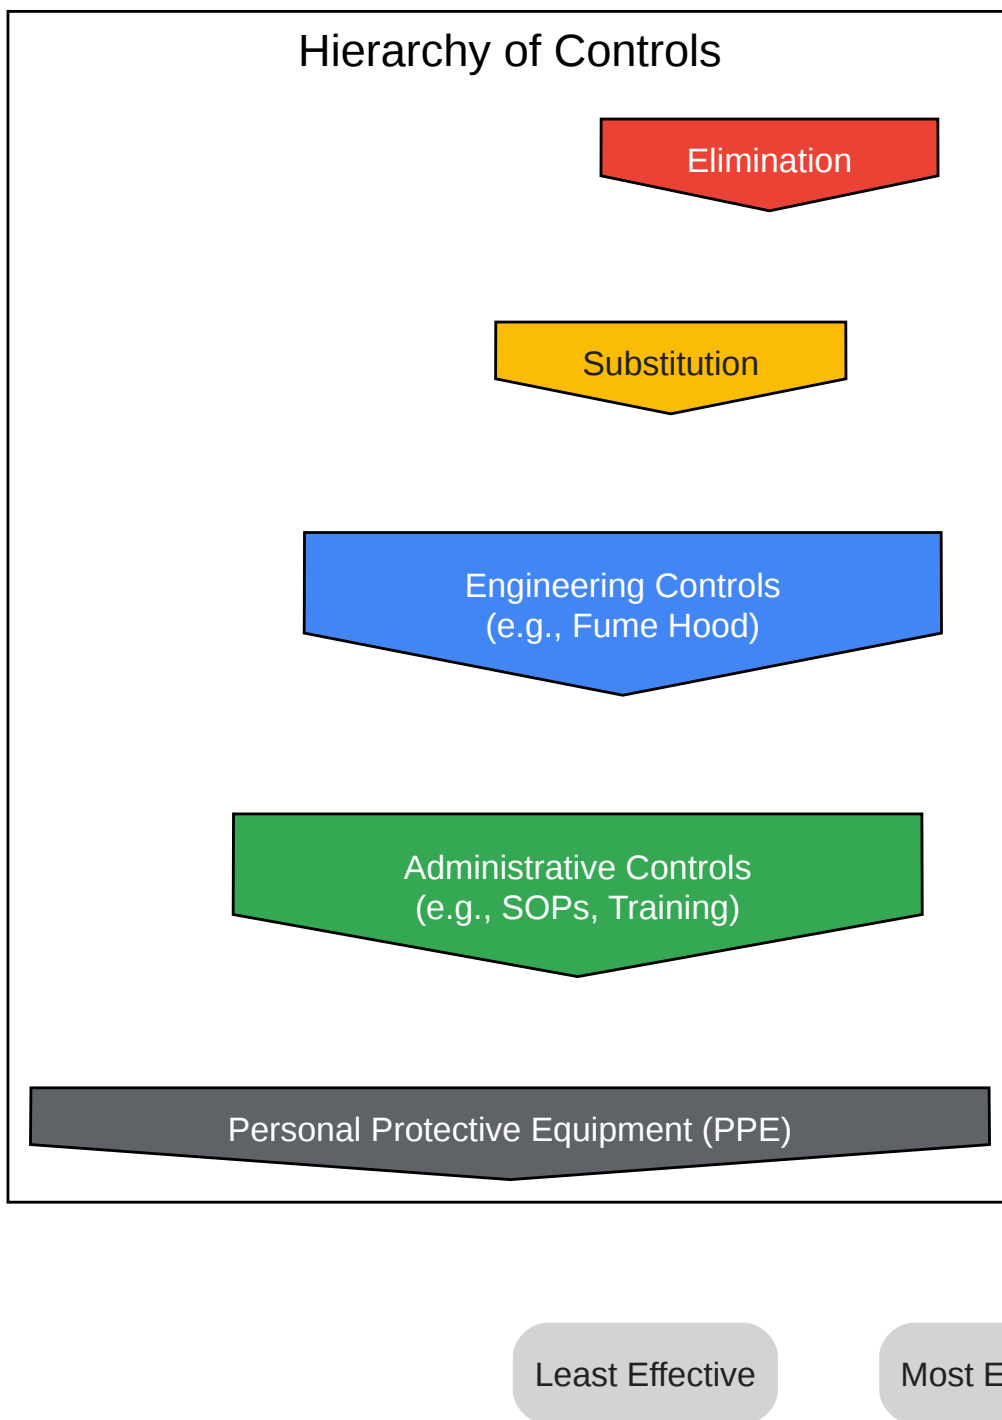 Hierarchy of Controls
Elimination
Substitution
Engineering Controls
(e.g., Fume Hood)
Administrative Controls
(e.g., SOPs, Training)
Personal Protective Equipment (PPE)
Least Effective
Most E